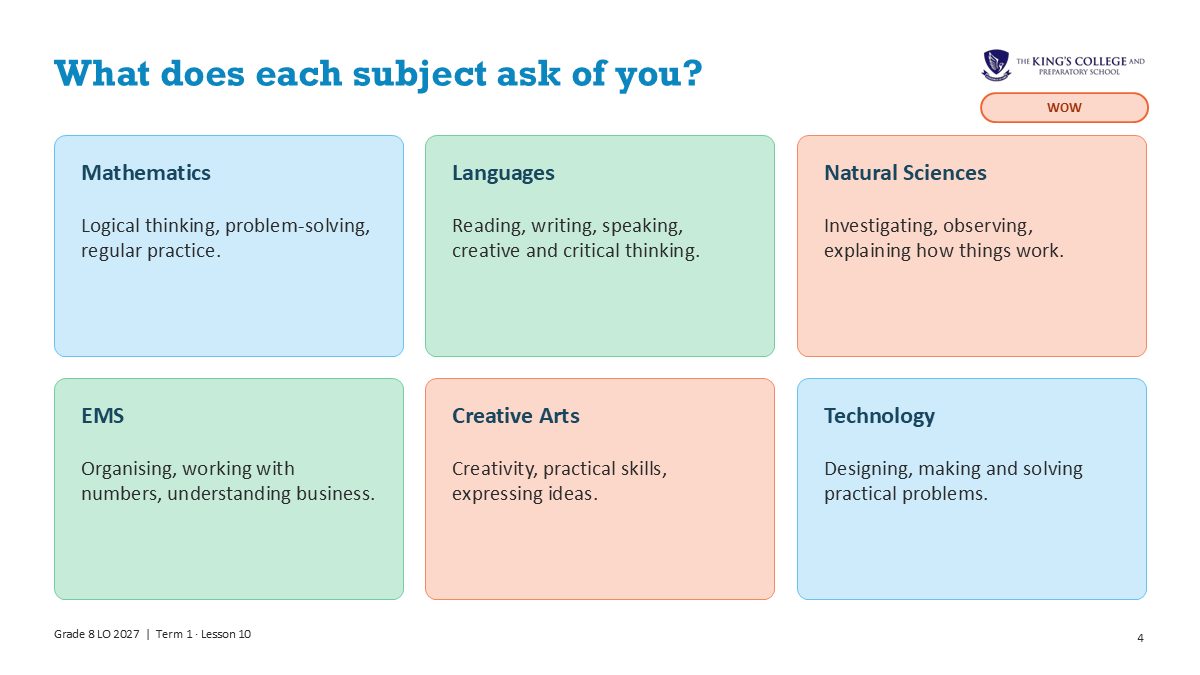 What does each subject ask of you?
THE KING'S COLLEGE AND
PREPARATORY SCHOOL
WOW
Mathematics
Logical thinking, problem-solving,
regular practice.
Languages
Reading, writing, speaking,
creative and critical thinking.
Natural Sciences
Investigating, observing,
explaining how things work.
EMS
Organising, working with
numbers, understanding business.
Creative Arts
Creativity, practical skills,
expressing ideas.
Technology
Designing, making and solving
practical problems.
Grade 8 LO 2027 | Term 1 · Lesson 10
4